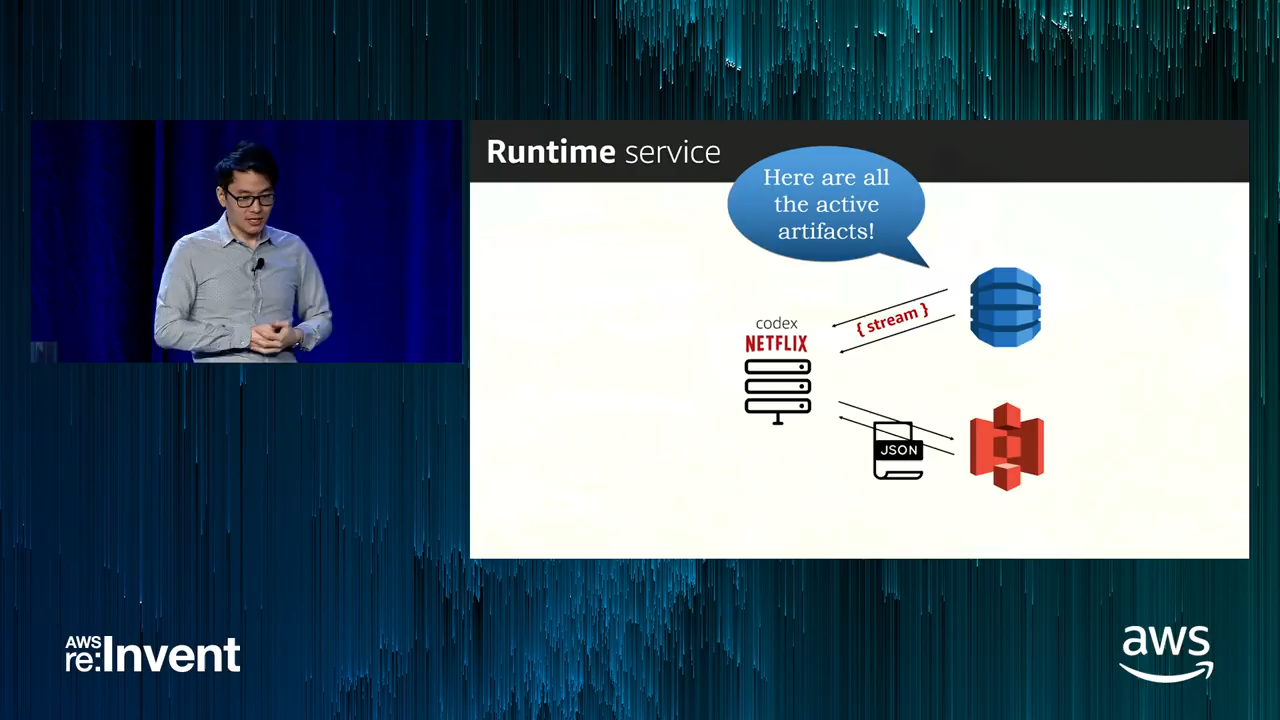 Runtime service
Here are all
the active
artifacts!
{ stream }
codex
NETFLIX
JSON
AWS
re:Invent
aws